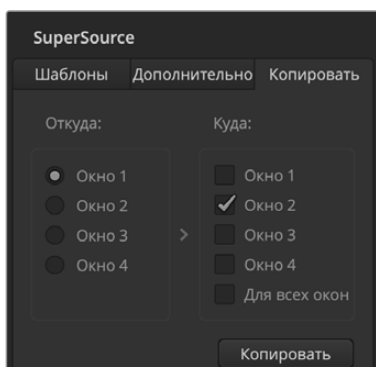 SuperSource
Шаблоны Дополнительно Копировать
Откуда: Куда:
Окно 1 Окно 1
Окно 2 Окно 2
Окно 3 > Окно 3
Окно 4 Окно 4
Для всех окон
Копировать